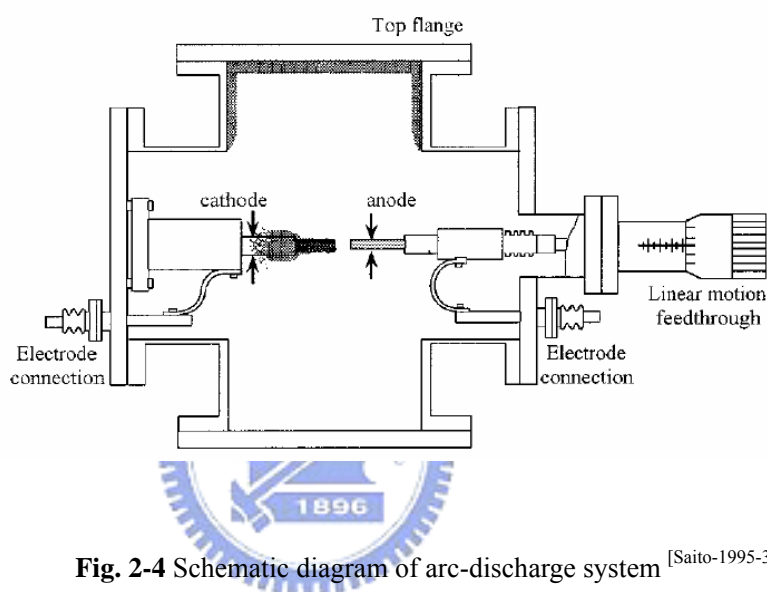 Top flange
cathode
anode
Linear motion
feedthrough
Electrode
connection
Electrode
connection
1896
Fig. 2-4 Schematic diagram of arc-discharge system [Saito-1995-3